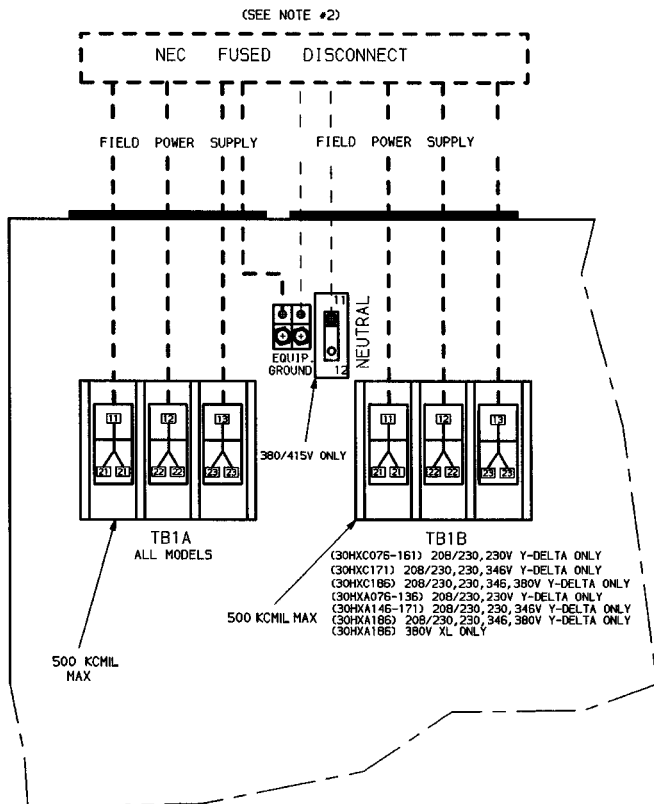 (SEE NOTE #2)
NEC FUSED DISCONNECT
FIELD POWER SUPPLY
FIELD POWER SUPPLY
11
NEUTRAL
12
EQUIP.
GROUND
380/415V ONLY
11 12 13
21 21 22 22 23 23
11 12 13
21 21 22 22 23 23
TB1A
ALL MODELS
500 KCMIL
MAX
TB1B
500 KCMIL MAX
(30HXC076-161) 208/230,230V Y-DELTA ONLY
(30HXC171) 208/230,230,346V Y-DELTA ONLY
(30HXC186) 208/230,230,346,380V Y-DELTA ONLY
(30HXA076-136) 208/230,230V Y-DELTA ONLY
(30HXA146-171) 208/230,230,346V Y-DELTA ONLY
(30HXA186) 208/230,230,346,380V Y-DELTA ONLY
(30HXA186) 380V XL ONLY